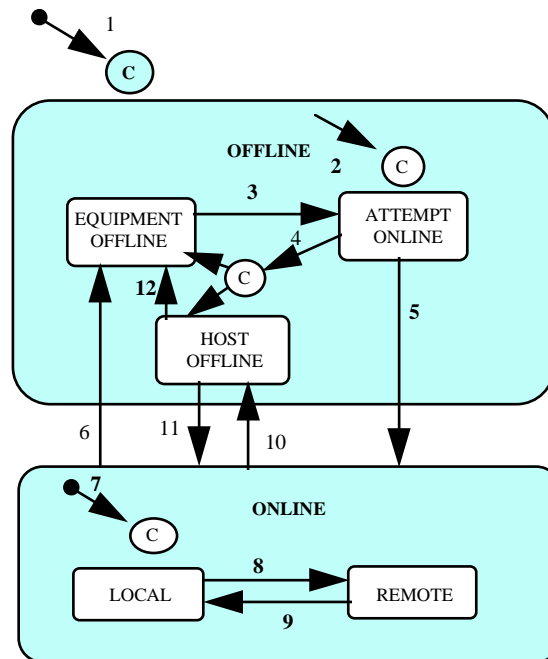 1
C
OFFLINE
2
C
3
EQUIPMENT
OFFLINE
ATTEMPT
ONLINE
4
C
12
5
HOST
OFFLINE
6
11
10
7
C
ONLINE
8
LOCAL
REMOTE
9